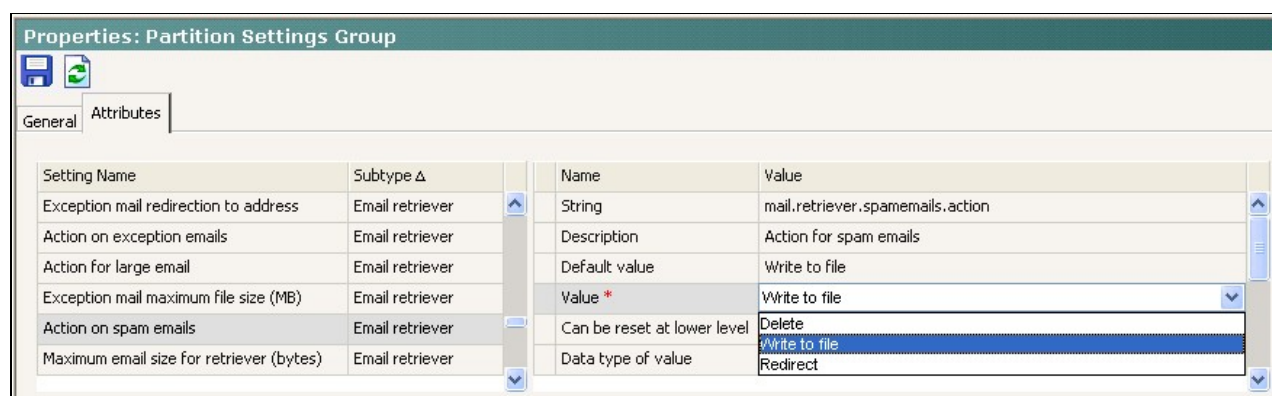 Properties: Partition Settings Group
General Attributes
Setting Name Subtype Δ Name Value
Exception mail redirection to address Email retriever String mail.retriever.spamemails.action
Action on exception emails Email retriever Description Action for spam emails
Action for large email Email retriever Default value Write to file
Exception mail maximum file size (MB) Email retriever Value * Write to file
Action on spam emails Email retriever Can be reset at lower level Delete
Write to file
Maximum email size for retriever (bytes) Email retriever Data type of value Redirect